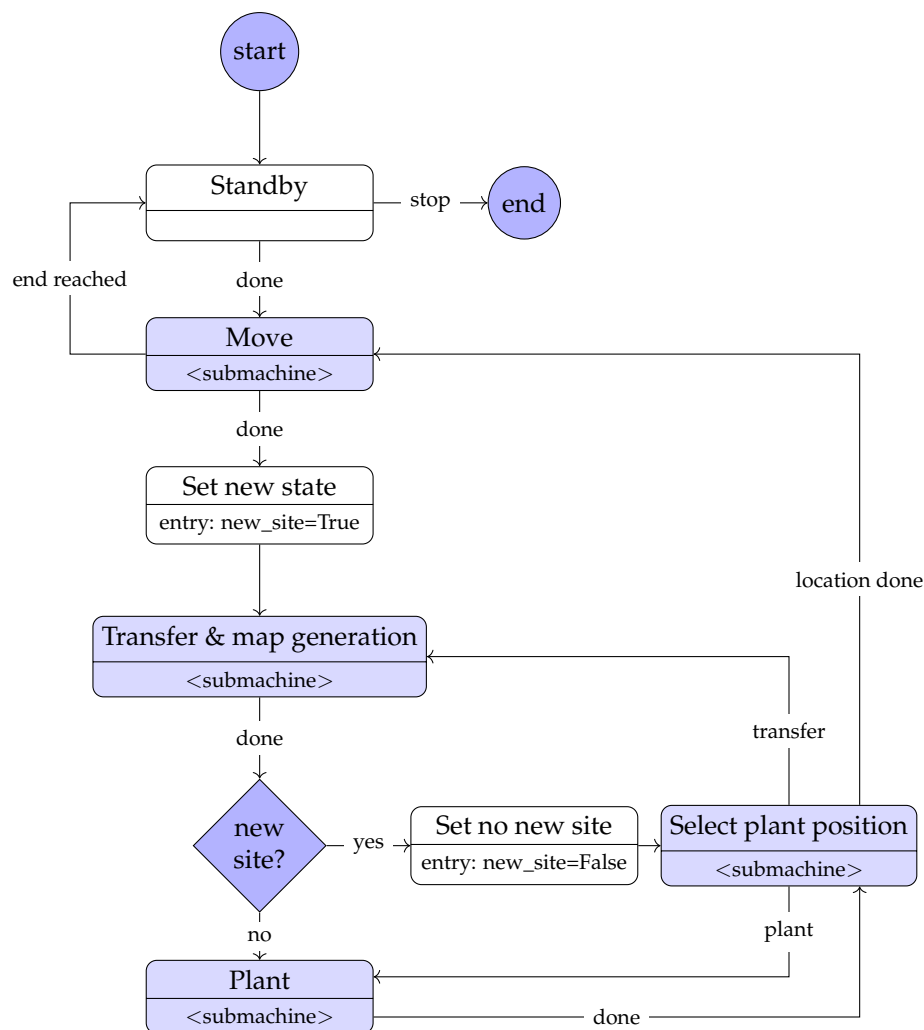 start
Standby
stop
end
end reached
done
Move
<submachine>
done
Set new state
entry: new_site=True
location done
Transfer & map generation
<submachine>
transfer
done
new
site?
yes
Set no new site
entry: new_site=False
Select plant position
<submachine>
no
plant
Plant
<submachine>
done